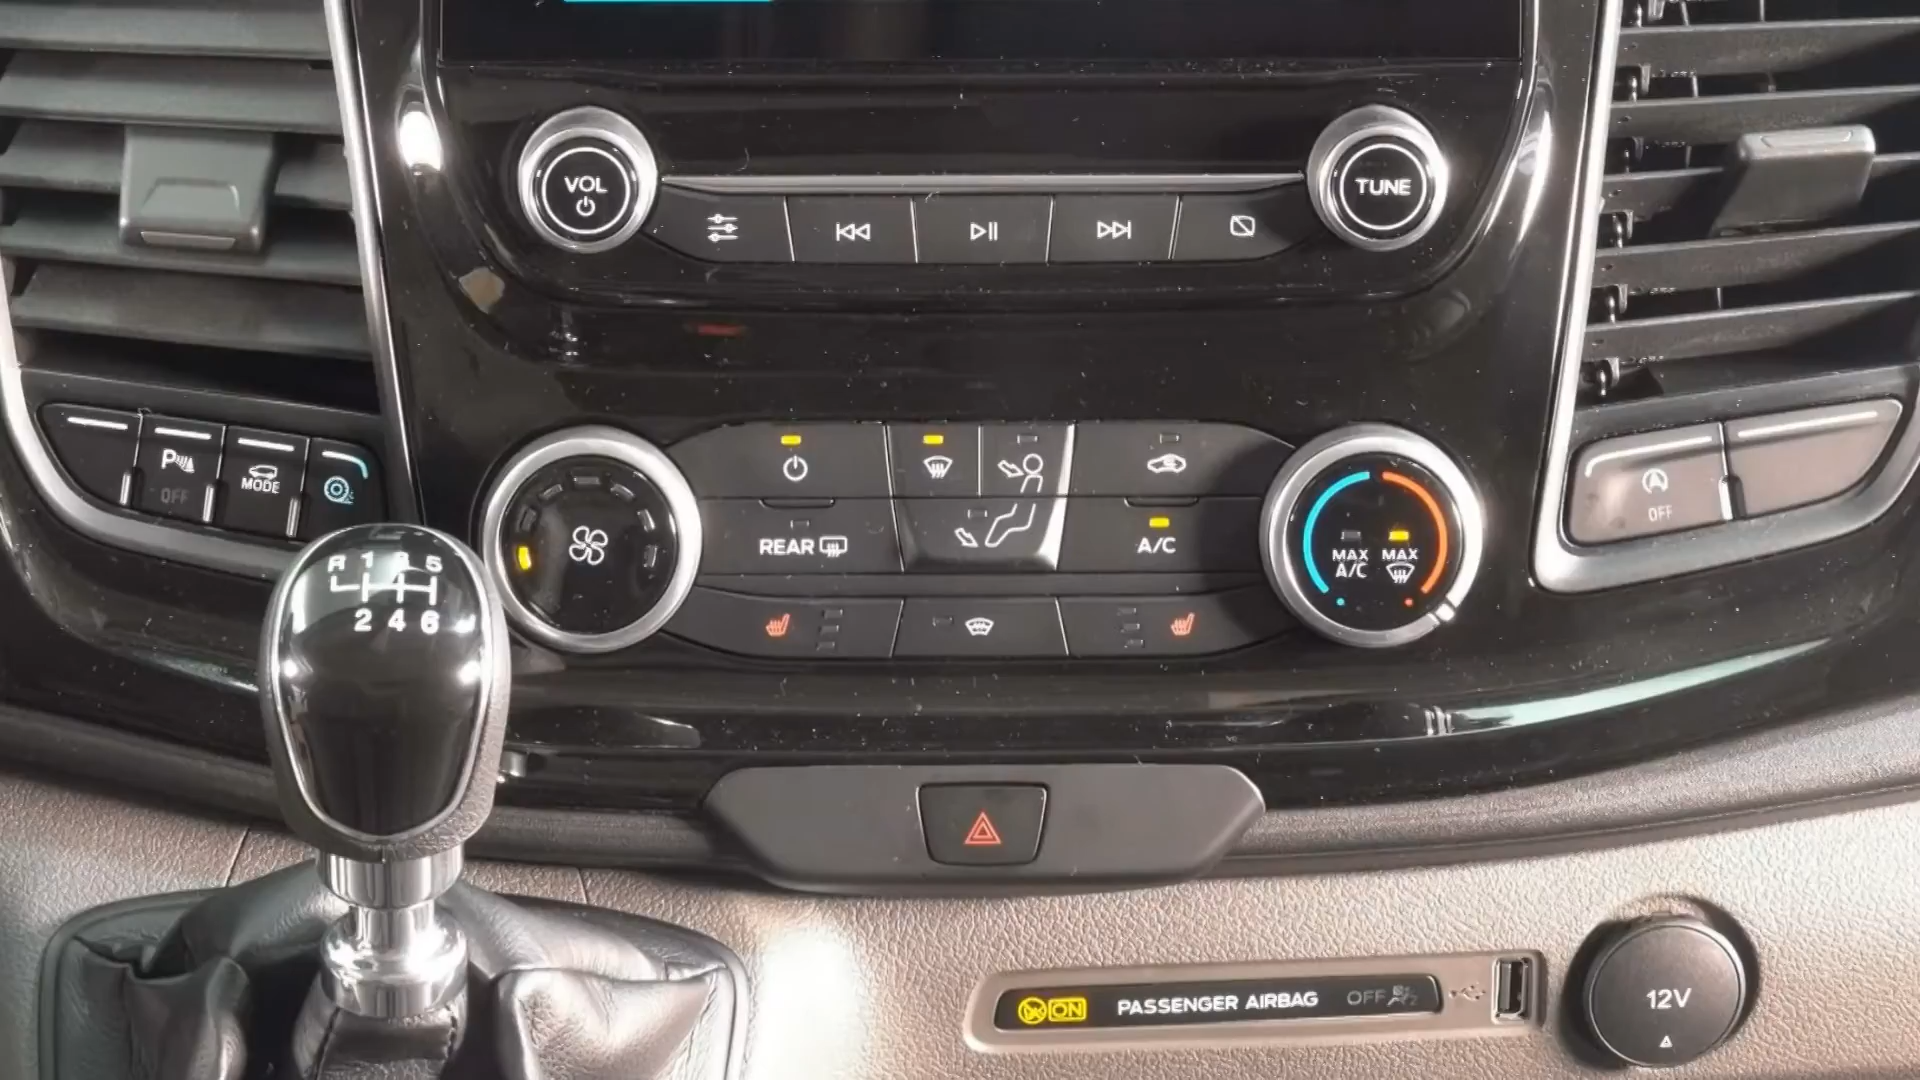 VOL
TUNE
P
OFF
MODE
REAR
A/C
MAX
A/C
MAX
OFF
R 1 3 5
2 4 6
ON
PASSENGER AIRBAG
OFF
2
12V